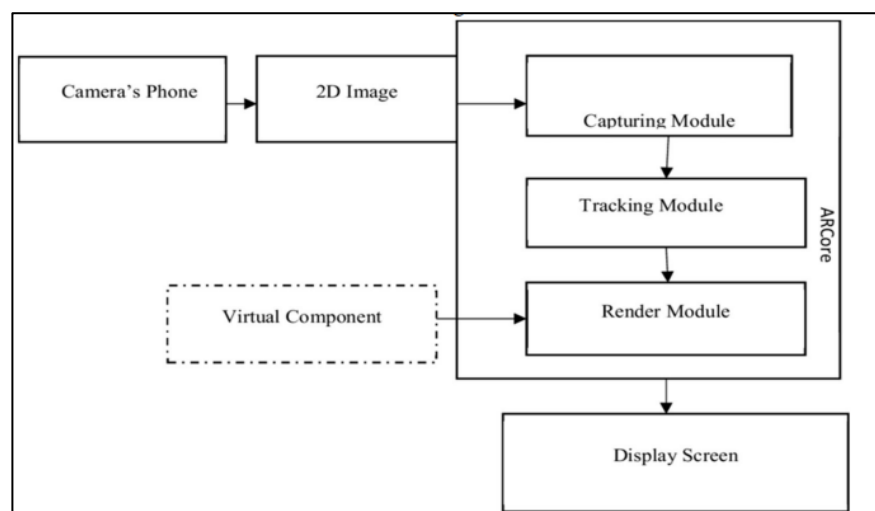 Camera's Phone
2D Image
Capturing Module
Tracking Module
ARCore
Virtual Component
Render Module
Display Screen